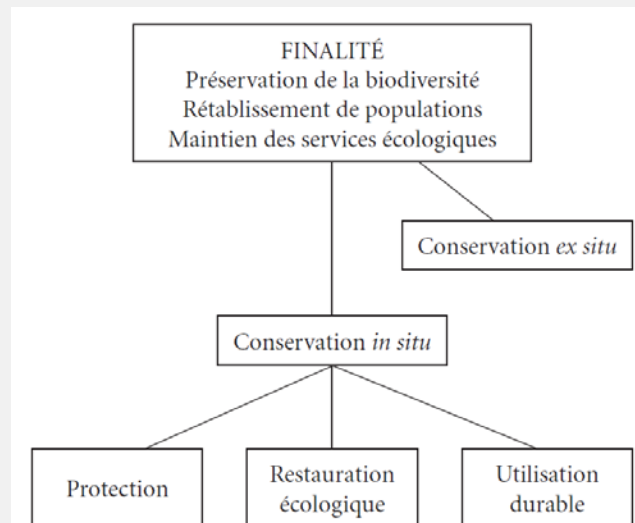 FINALITÉ
Préservation de la biodiversité
Rétablissement de populations
Maintien des services écologiques
Conservation ex situ
Conservation in situ
Protection
Restauration
écologique
Utilisation
durable